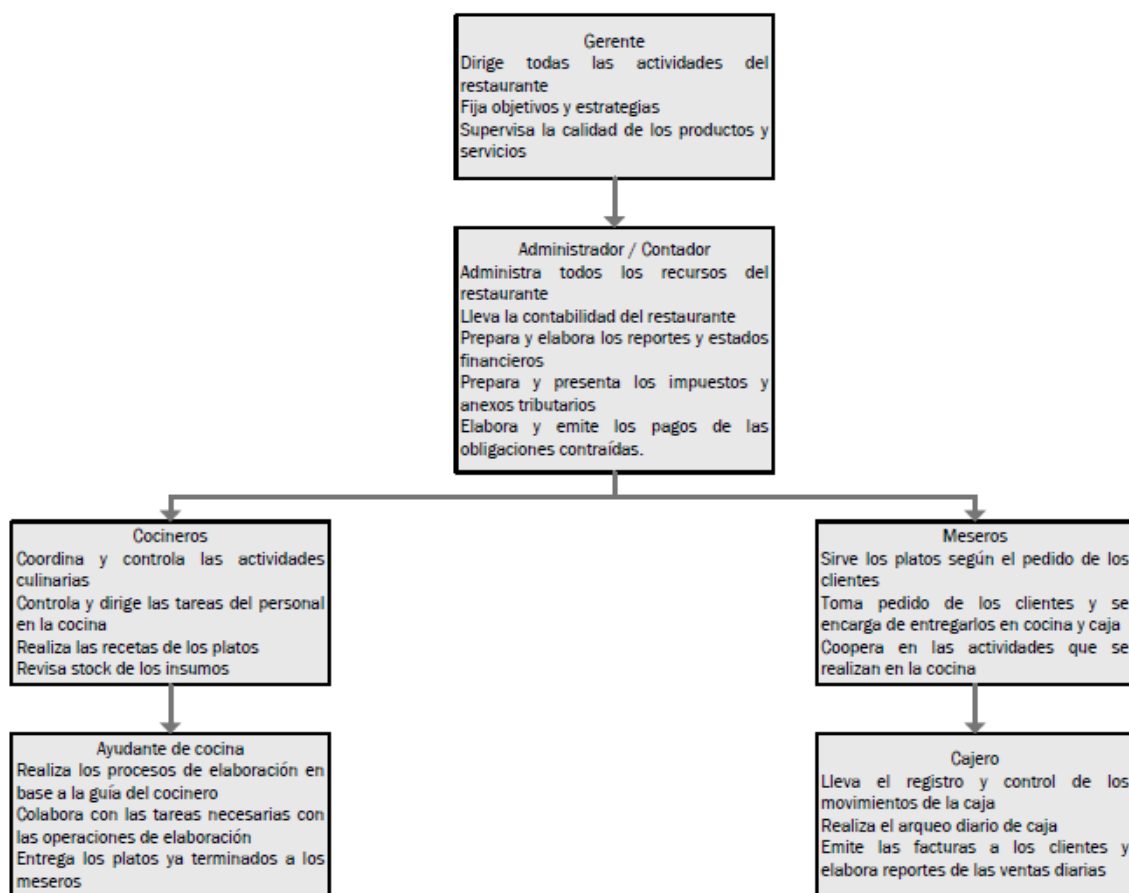 Gerente
Dirige todas las actividades del
restaurante
Fija objetivos y estrategias
Supervisa la calidad de los productos y
servicios
Administrador / Contador
Administra todos los recursos del
restaurante
Lleva la contabilidad del restaurante
Prepara y elabora los reportes y estados
financieros
Prepara y presenta los impuestos y
anexos tributarios
Elabora y emite los pagos de las
obligaciones contraídas.
Cocineros
Coordina y controla las actividades
culinarias
Controla y dirige las tareas del personal
en la cocina
Realiza las recetas de los platos
Revisa stock de los insumos
Meseros
Sirve los platos según el pedido de los
clientes
Toma pedido de los clientes y se
encarga de entregarlos en cocina y caja
Coopera en las actividades que se
realizan en la cocina
Ayudante de cocina
Realiza los procesos de elaboración en
base a la guía del cocinero
Colabora con las tareas necesarias con
las operaciones de elaboración
Entrega los platos ya terminados a los
meseros
Cajero
Lleva el registro y control de los
movimientos de la caja
Realiza el arqueo diario de caja
Emite las facturas a los clientes y
elabora reportes de las ventas diarias